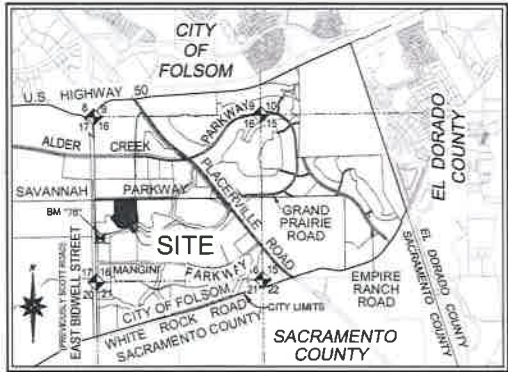 CITY
OF
FOLSOM
U.S. HIGHWAY 50
8 9
17 16
9 10
16 15
ALDER CREEK PARKWAY
EL DORADO
COUNTY
SAVANNAH PARKWAY
PLACERVILLE ROAD
BM "76"
GRAND
PRAIRIE
ROAD
SITE
EL DORADO COUNTY
SACRAMENTO COUNTY
EAST BIDWELL STREET
(PREVIOUSLY SCOTT ROAD)
17 16
20 21
MANGINI PARKWAY
15
21 22
EMPIRE
RANCH
ROAD
CITY OF FOLSOM
CITY LIMITS
WHITE ROCK ROAD
SACRAMENTO COUNTY
SACRAMENTO
COUNTY